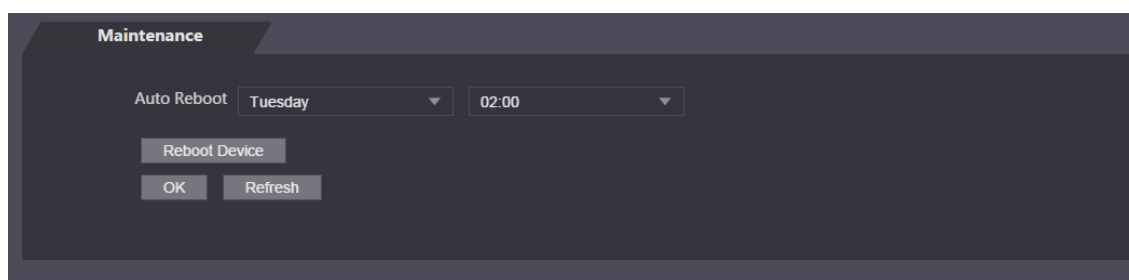 Maintenance
Auto Reboot Tuesday 02:00
Reboot Device
OK Refresh